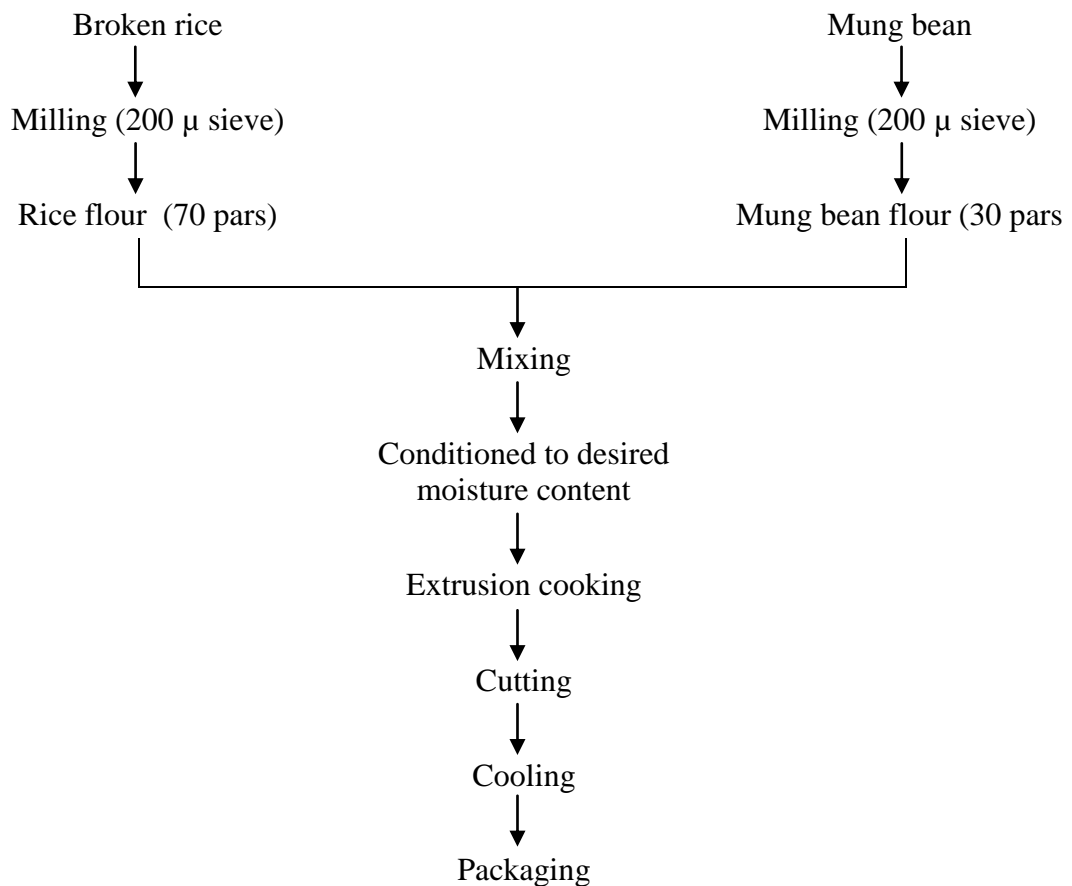 Broken rice
Mung bean
Milling (200 µ sieve)
Milling (200 µ sieve)
Rice flour (70 pars)
Mung bean flour (30 pars
Mixing
Conditioned to desired
moisture content
Extrusion cooking
Cutting
Cooling
Packaging